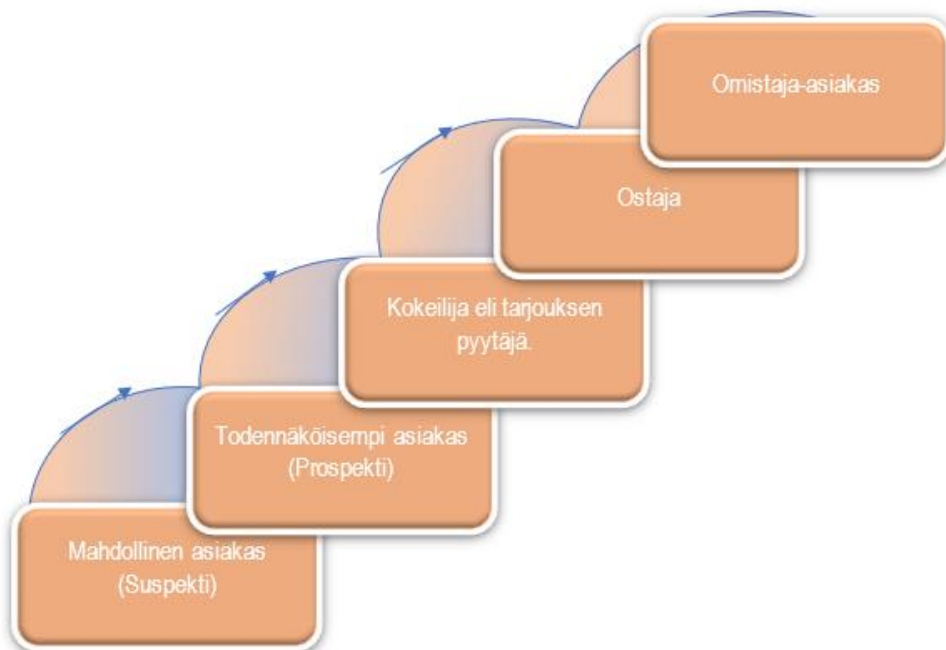 Omistaja-asiakas
Ostaja
Kokeilija eli tarjouksen
pyytäjä.
Todennäköisempi asiakas
(Prospekti)
Mahdollinen asiakas
(Suspekti)